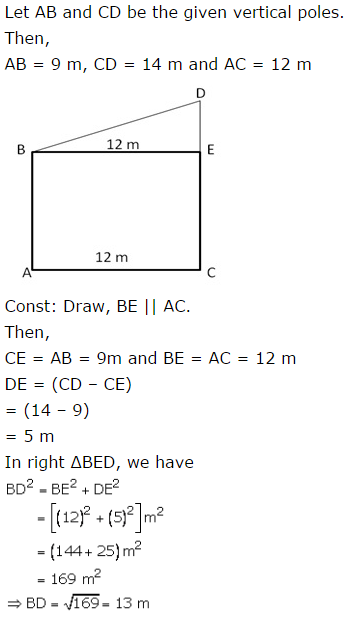 Let AB and CD be the given vertical poles.
Then,
AB = 9 m, CD = 14 m and AC = 12 m
D
B
12 m
E
12 m
A
C
Const: Draw, BE || AC.
Then,
CE = AB = 9m and BE = AC = 12 m
DE = (CD – CE)
= (14 – 9)
= 5 m
In right ΔBED, we have
BD² = BE² + DE²
= [(12)² + (5)²] m²
= (144 + 25) m²
= 169 m²
⇒ BD = √169 = 13 m